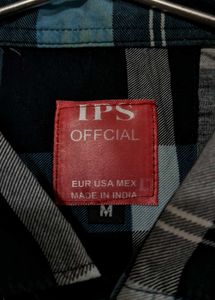 IPS
OFFCIAL
EUR USA MEX
MADE IN INDIA
M